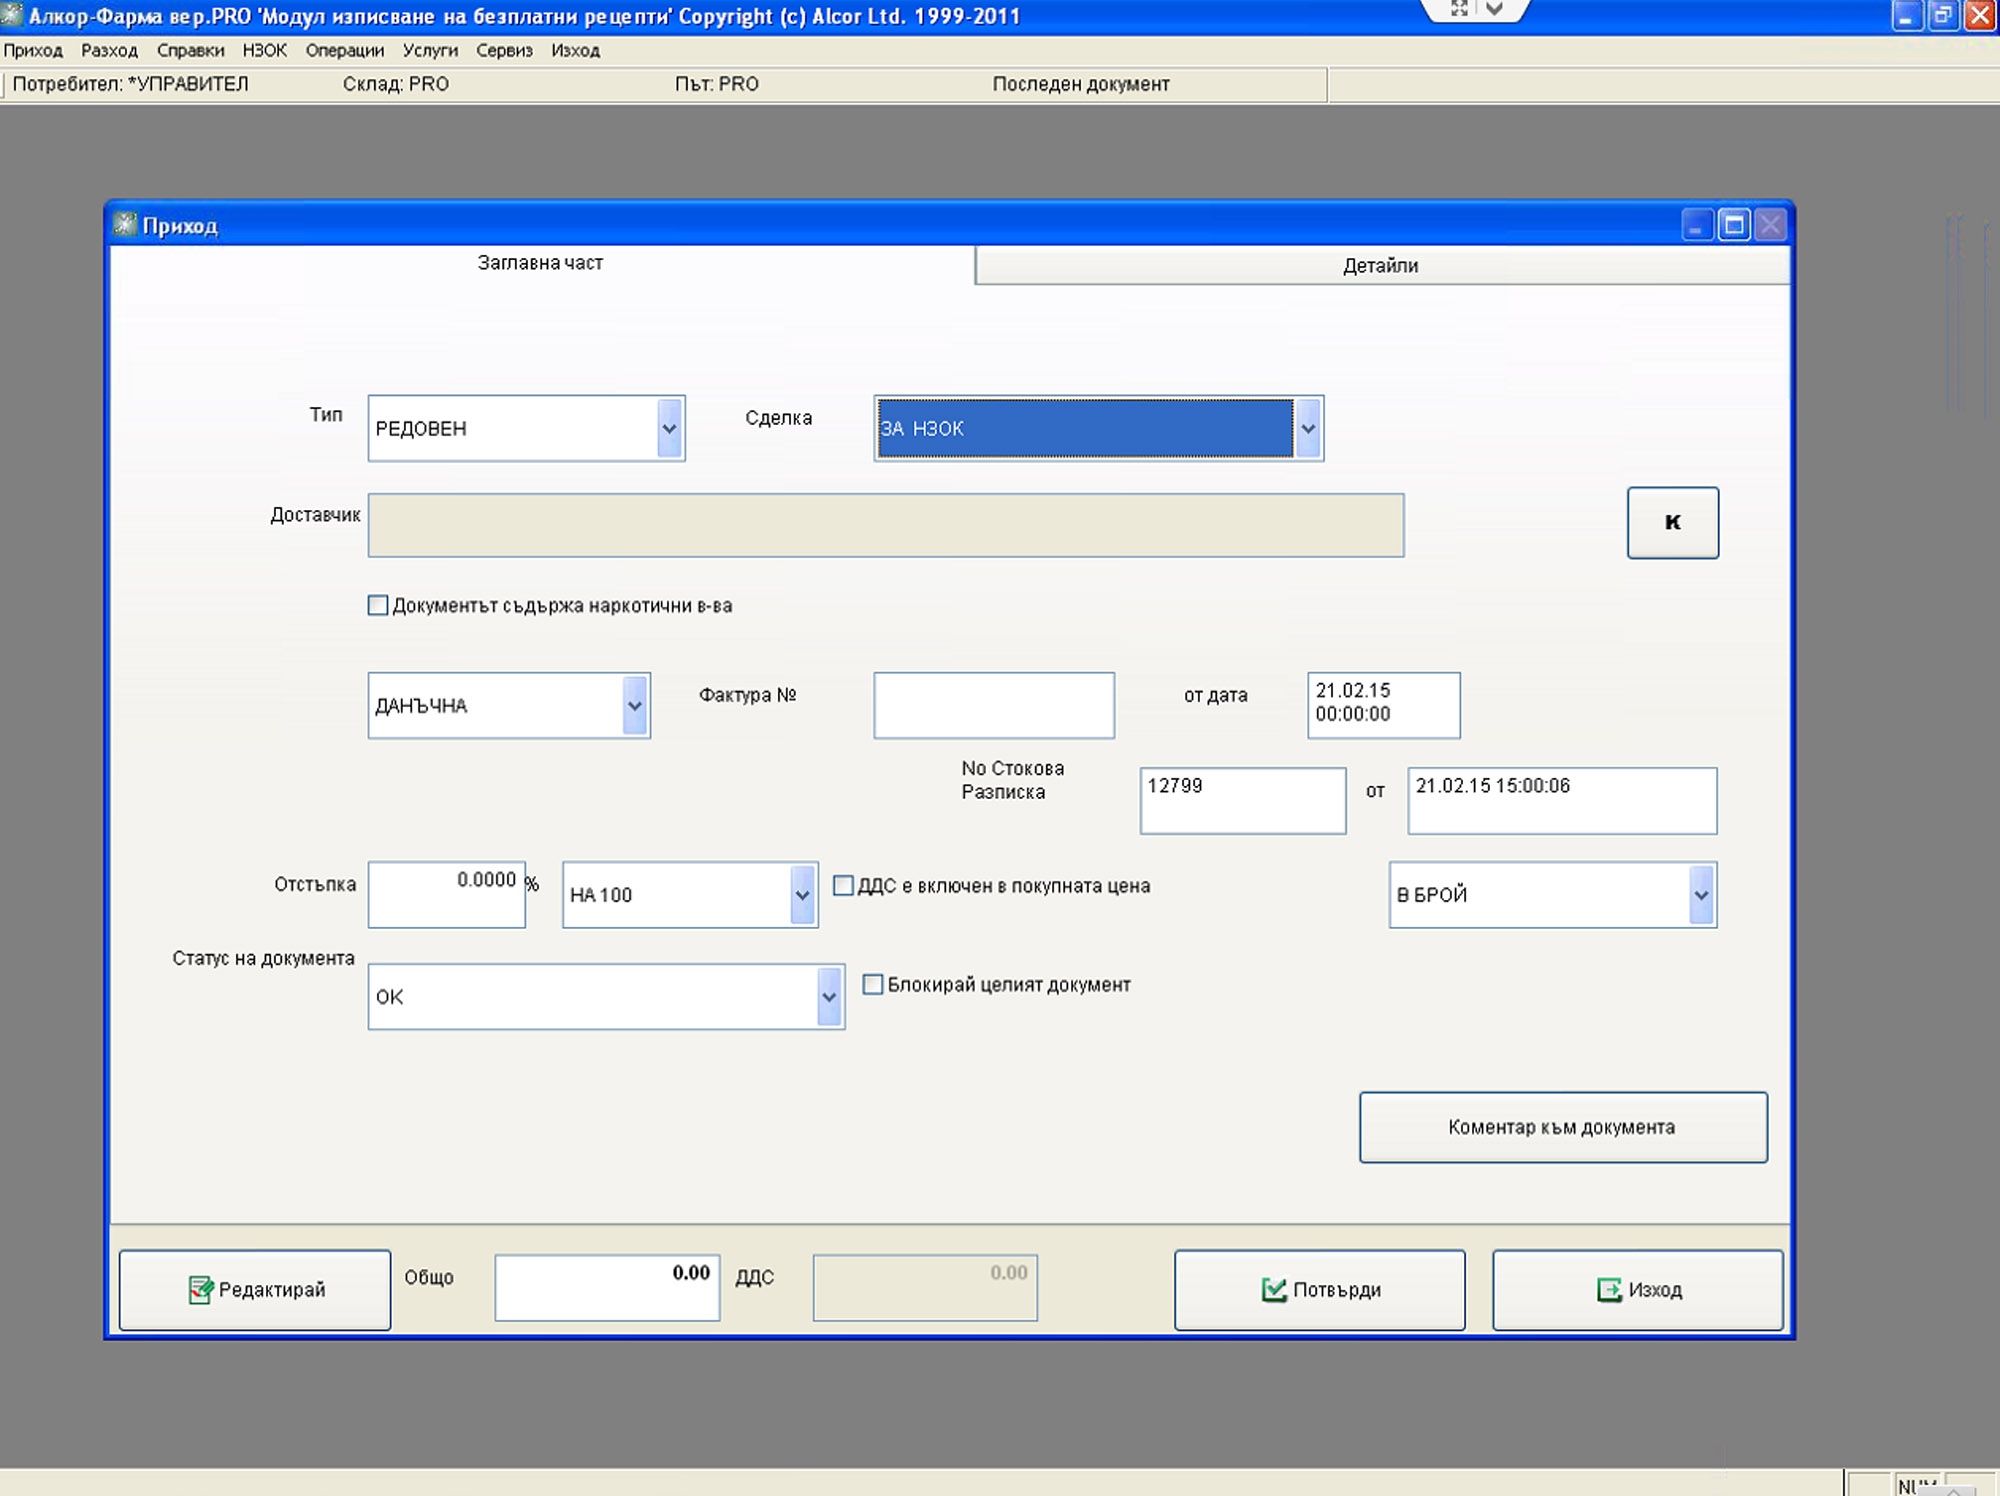 Алкор-Фарма вер.PRO 'Модул изписване на безплатни рецепти' Copyright (c) Alcor Ltd. 1999-2011
Приход Разход Справки НЗОК Операции Услуги Сервиз Изход
Потребител: *УПРАВИТЕЛ Склад: PRO Път: PRO Последен документ
Приход
Заглавна част Детайли
Тип РЕДОВЕН Сделка ЗА НЗОК
Доставчик К
Документът съдържа наркотични в-ва
ДАНЪЧНА Фактура № от дата 21.02.15
00:00:00
No Стокова
Разписка 12799 от 21.02.15 15:00:06
Отстъпка 0.0000 % НА 100 ДДС е включен в покупната цена В БРОЙ
Статус на документа
ОК Блокирай целият документ
Коментар към документа
Редактирай Общо 0.00 ДДС 0.00 Потвърди Изход